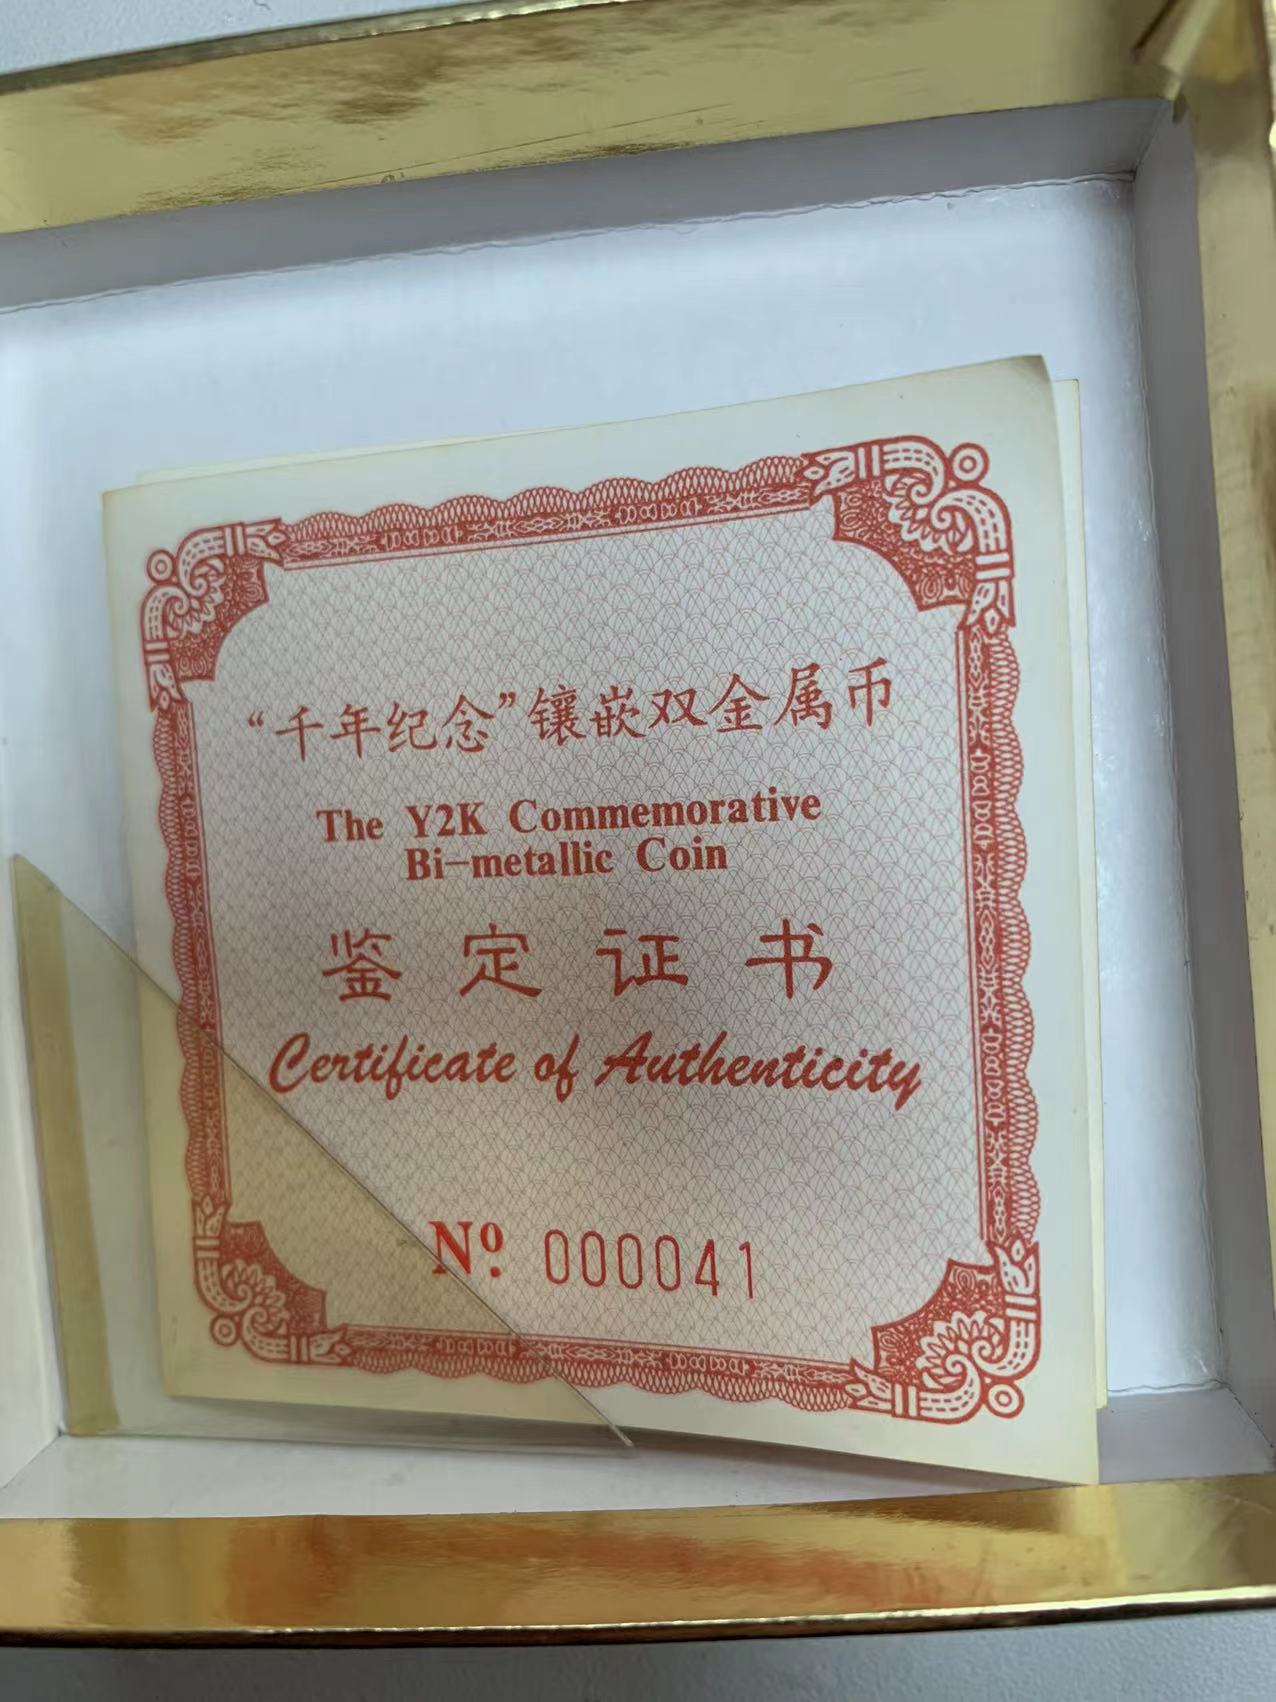 “千年纪念”镶嵌双金属币
The Y2K Commemorative
Bi-metallic Coin
鉴定证书
Certificate of Authenticity
Nº. 000041